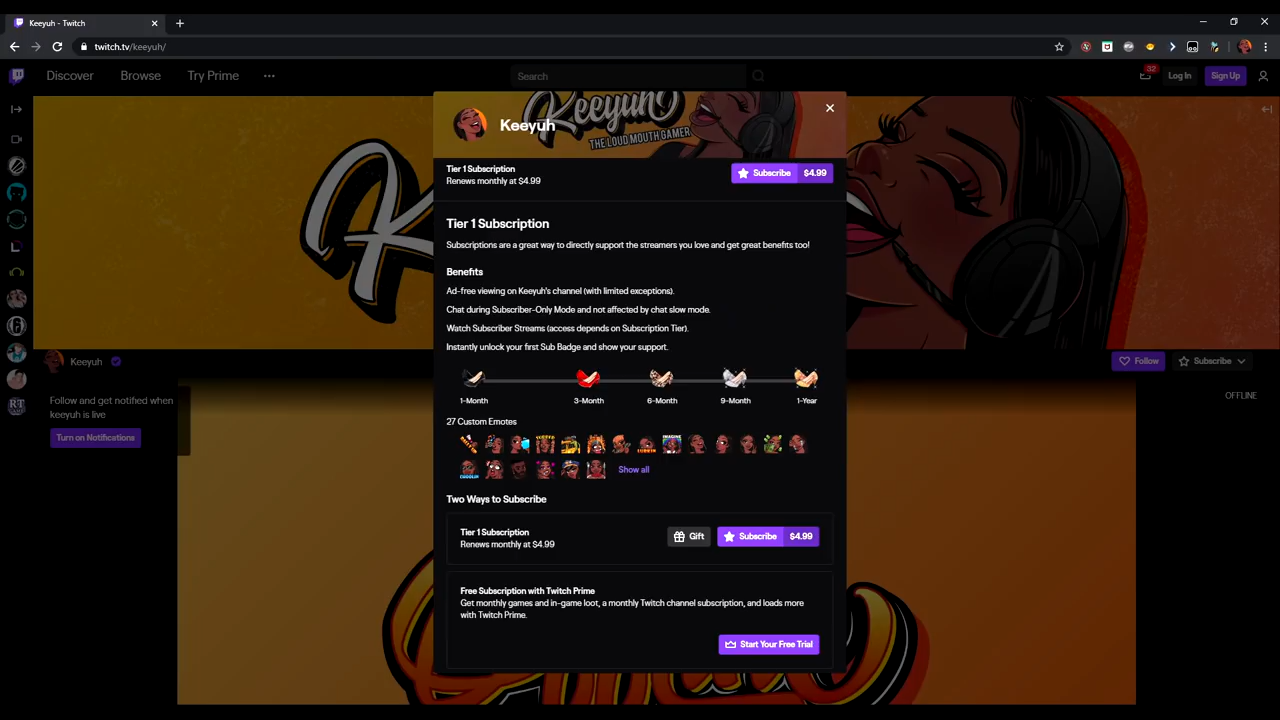 Keeyuh - Twitch
twitch.tv/keeyuh/
Discover
Browse
Try Prime
Search
32
Log In
Sign Up
Keeyuh
THE LOUD MOUTH GAMER
Keeyuh
Tier 1 Subscription
Renews monthly at $4.99
Subscribe $4.99
Tier 1 Subscription
Subscriptions are a great way to directly support the streamers you love and get great benefits too!
Benefits
Ad-free viewing on Keeyuh's channel (with limited exceptions).
Chat during Subscriber-Only Mode and not affected by chat slow mode.
Watch Subscriber Streams (access depends on Subscription Tier).
Instantly unlock your first Sub Badge and show your support.
1-Month 3-Month 6-Month 9-Month 1-Year
27 Custom Emotes
IMAGINE
Show all
Two Ways to Subscribe
Tier 1 Subscription
Renews monthly at $4.99
Gift
Subscribe $4.99
Free Subscription with Twitch Prime
Get monthly games and in-game loot, a monthly Twitch channel subscription, and loads more
with Twitch Prime.
Start Your Free Trial
Keeyuh
Follow
Subscribe
Follow and get notified when
keeyuh is live
Turn on Notifications
OFFLINE